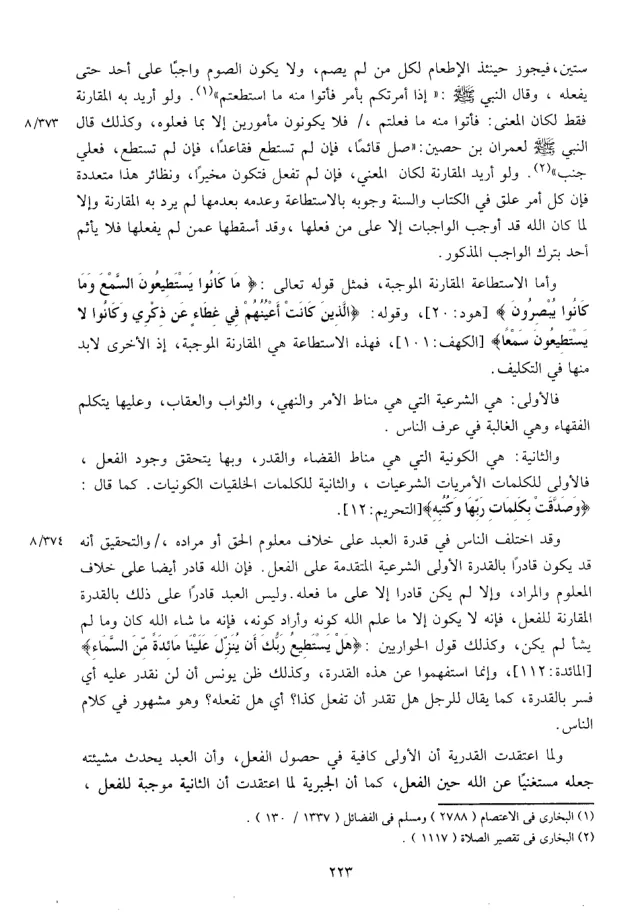 ستين،فيجوز حينئذ الإطعام لكل من لم يصم، ولا يكون الصوم واجبًا على أحد حتى
يفعله ، وقال النبي ﷺ :« إذا أمرتكم بأمر فأتوا منه ما استطعتم»(١). ولو أريد به المقارنة
فقط لكان المعنى: فأتوا منه ما فعلتم ،/ فلا يكونون مأمورين إلا بما فعلوه، وكذلك قال
٨/٣٧٣
النبي ﷺ لعمران بن حصين:«صل قائمًا، فإن لم تستطع فقاعدًا، فإن لم تستطع، فعلي
جنب»(٢). ولو أريد المقارنة لكان المعني، فإن لم تفعل فتكون مخيرًا، ونظائر هذا متعددة
فإن كل أمر علق في الكتاب والسنة وجوبه بالاستطاعة وعدمه بعدمها لم يرد به المقارنة وإلا
لما كان الله قد أوجب الواجبات إلا على من فعلها ،وقد أسقطها عمن لم يفعلها فلا يأثم
أحد بترك الواجب المذكور.
وأما الاستطاعة المقارنة الموجبة، فمثل قوله تعالى :﴿ مَا كَانُوا يَسْتَطِيعُونَ السَّمْعَ وَمَا
كَانُوا يُبْصِرُونَ ﴾ [هود:٢٠]، وقوله: ﴿الَّذِينَ كَانَتْ أَعْيُنُهُمْ فِي غِطَاءٍ عَن ذِكْرِي وَكَانُوا لا
يَسْتَطِيعُونَ سَمْعًا﴾ [الكهف:١٠١]، فهذه الاستطاعة هي المقارنة الموجبة، إذ الأخرى لابد
منها في التكليف.
فالأولى: هي الشرعية التي هي مناط الأمر والنهي، والثواب والعقاب، وعليها يتكلم
الفقهاء وهي الغالبة في عرف الناس .
والثانية: هي الكونية التي هي مناط القضاء والقدر، وبها يتحقق وجود الفعل ،
فالأولى للكلمات الأمريات الشرعيات ، والثانية للكلمات الخلقيات الكونيات. كما قال :
﴿وَصَدَّقَتْ بِكَلِمَاتِ رَبِّهَا وَكُتُبِهِ﴾[التحريم:١٢].
وقد اختلف الناس في قدرة العبد على خلاف معلوم الحق أو مراده ،/ والتحقيق أنه
٨/٣٧٤
قد يكون قادرًا بالقدرة الأولى الشرعية المتقدمة على الفعل. فإن الله قادر أيضا على خلاف
المعلوم والمراد، وإلا لم يكن قادرا إلا على ما فعله.وليس العبد قادرًا على ذلك بالقدرة
المقارنة للفعل، فإنه لا يكون إلا ما علم الله كونه وأراد كونه، فإنه ما شاء الله كان وما لم
يشأ لم يكن، وكذلك قول الحواريين :﴿هَلْ يَسْتَطِيعُ رَبُّكَ أَن يُنَزِّلَ عَلَيْنَا مَائِدَةً مِّنَ السَّمَاءِ﴾
[المائدة:١١٢]، وإنما استفهموا عن هذه القدرة، وكذلك ظن يونس أن لن نقدر عليه أي
فسر بالقدرة، كما يقال للرجل هل تقدر أن تفعل كذا؟ أي هل تفعله؟ وهو مشهور في كلام
الناس .
ولما اعتقدت القدرية أن الأولى كافية في حصول الفعل، وأن العبد يحدث مشيئته
جعله مستغنيًا عن الله حين الفعل، كما أن الجبرية لما اعتقدت أن الثانية موجبة للفعل ،
(١) البخارى فى الاعتصام ( ٢٧٨٨ ) ومسلم فى الفضائل ( ١٣٣٧ / ١٣٠ ) .
(٢) البخارى فى تقصير الصلاة ( ١١١٧ ) .
٢٢٣